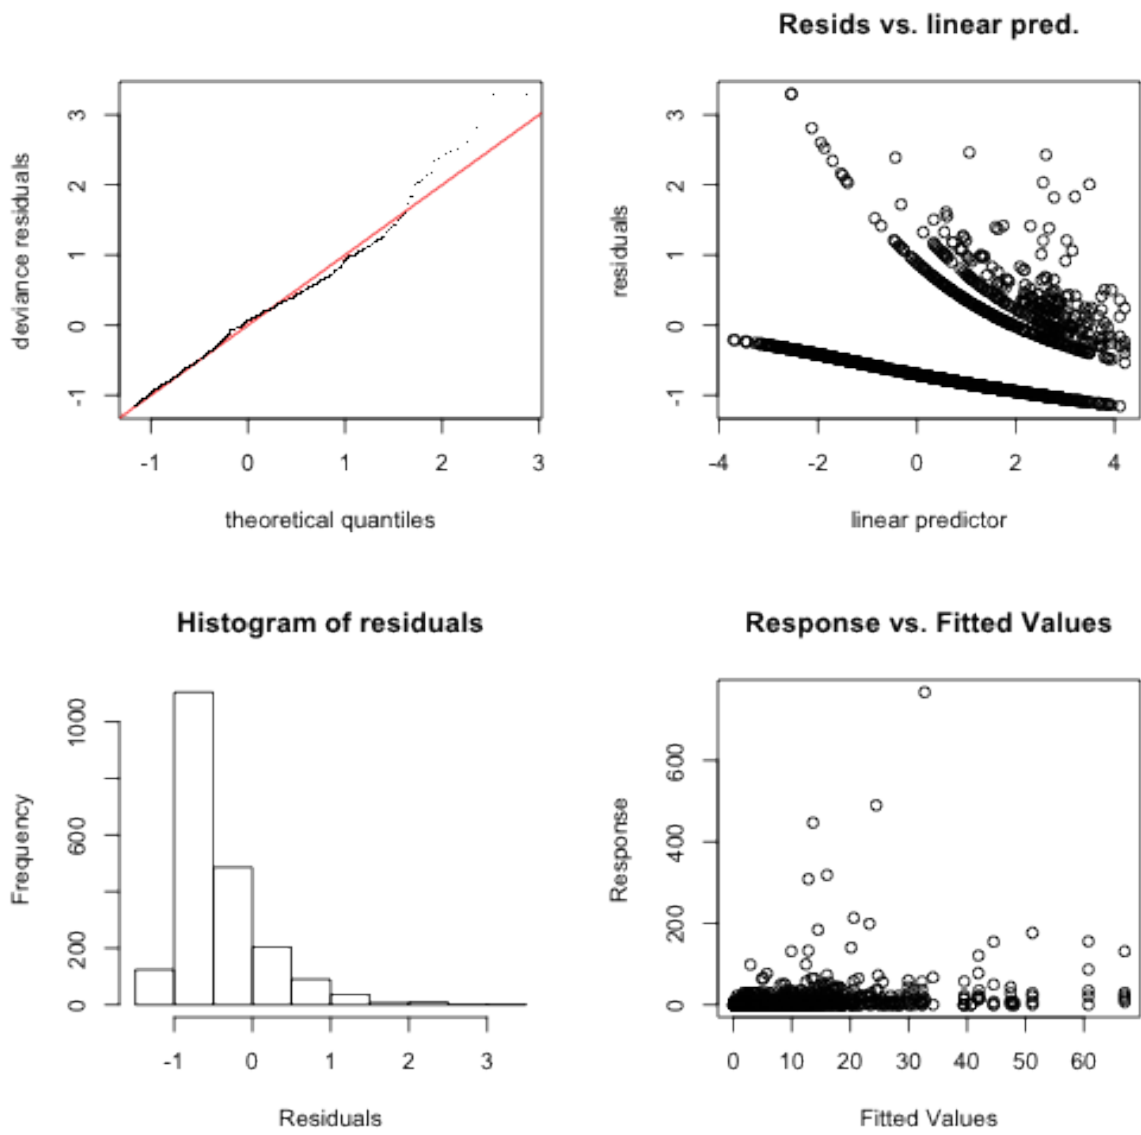 Resids vs. linear pred.
deviance residuals
3
2
1
0
-1
-1 0 1 2 3
theoretical quantiles
residuals
3
2
1
0
-1
-4 -2 0 2 4
linear predictor
Histogram of residuals
Frequency
1000
600
200
0
-1 0 1 2 3
Residuals
Response vs. Fitted Values
Response
600
400
200
0
0 10 20 30 40 50 60
Fitted Values